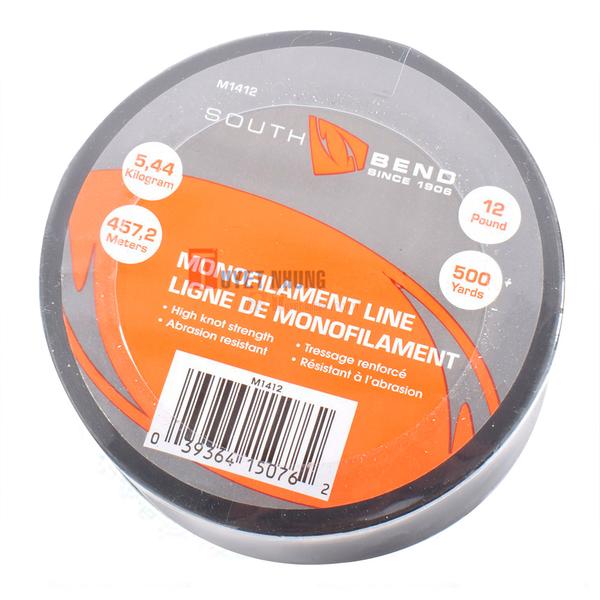 M1412
SOUTH BEND
SINCE 1906
5,44
Kilogram
12
Pound
457,2
Meters
500
Yards
MONOFILAMENT LINE
LIGNE DE MONOFILAMENT
• High knot strength
• Abrasion resistant
• Tressage renforcé
• Résistant à l'abrasion
M1412
0 39364 15076 2